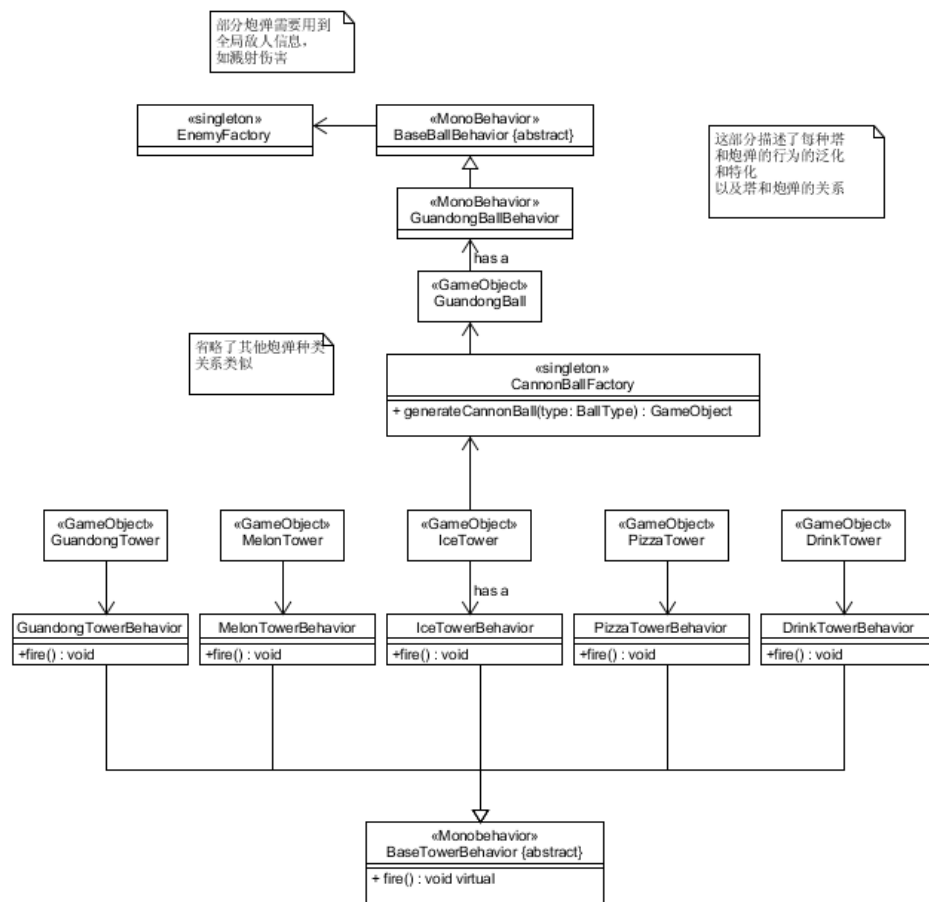 部分炮弹需要用到
全局敌人信息，
如溅射伤害
«singleton»
EnemyFactory
«MonoBehavior»
BaseBallBehavior {abstract}
这部分描述了每种塔
和炮弹的行为的泛化
和特化
以及塔和炮弹的关系
«MonoBehavior»
GuandongBallBehavior
has a
«GameObject»
GuandongBall
省略了其他炮弹种类
关系类似
«singleton»
CannonBallFactory
+ generateCannonBall(type: BallType) : GameObject
«GameObject»
GuandongTower
«GameObject»
MelonTower
«GameObject»
IceTower
«GameObject»
PizzaTower
«GameObject»
DrinkTower
has a
GuandongTowerBehavior
+fire() : void
MelonTowerBehavior
+fire() : void
IceTowerBehavior
+fire() : void
PizzaTowerBehavior
+fire() : void
DrinkTowerBehavior
+fire() : void
«Monobehavior»
BaseTowerBehavior {abstract}
+ fire() : void virtual